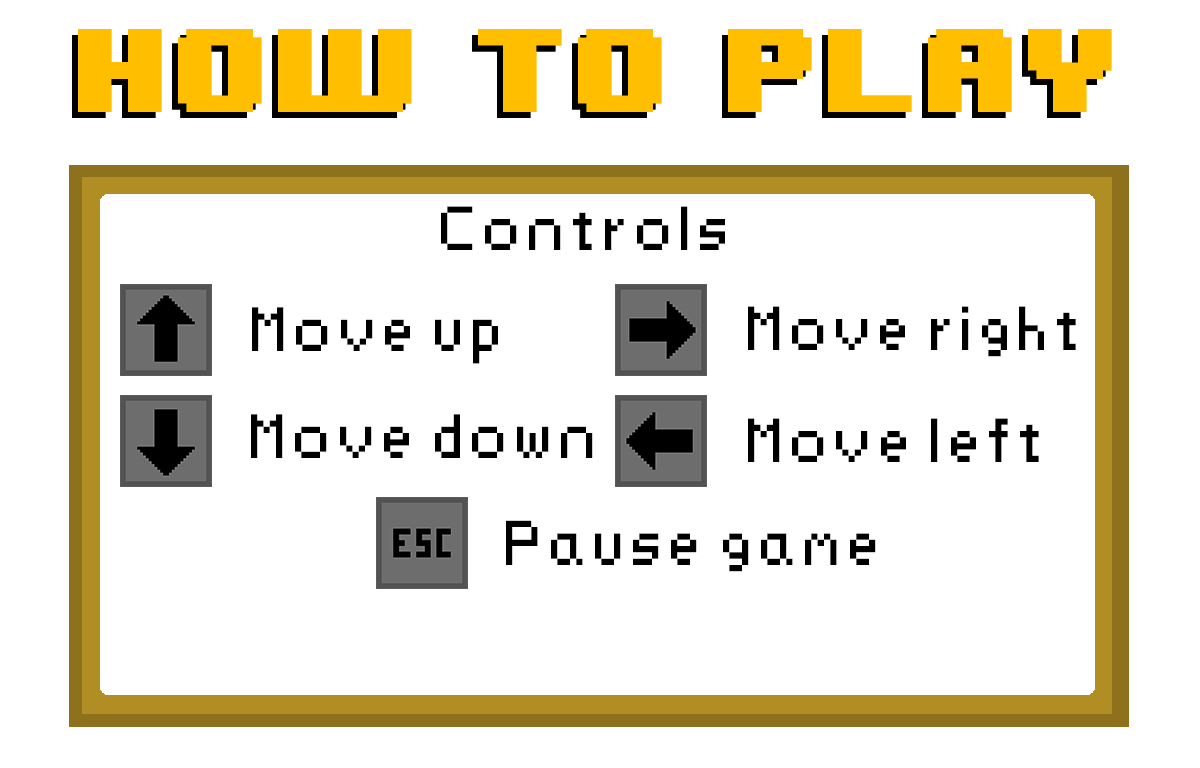 HOW TO PLAY
Controls
Move up
Move right
Move down
Move left
ESC Pause game